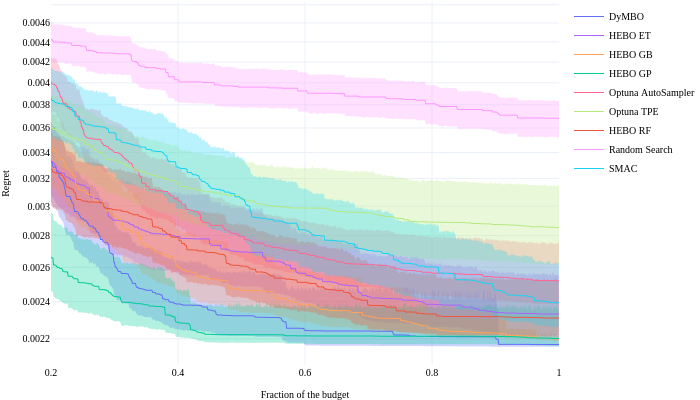 0.0046
0.0044
0.0042
0.004
0.0038
0.0036
0.0034
0.0032
0.003
0.0028
0.0026
0.0024
0.0022
Regret
0.2 0.4 0.6 0.8 1
Fraction of the budget
DyMBO
HEBO ET
HEBO GB
HEBO GP
Optuna AutoSampler
Optuna TPE
HEBO RF
Random Search
SMAC